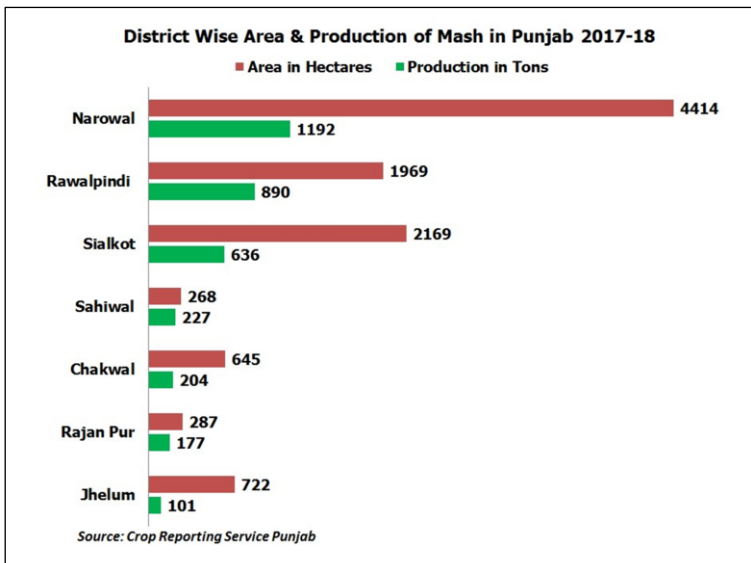 District Wise Area & Production of Mash in Punjab 2017-18
Area in Hectares Production in Tons
Narowal 4414
1192
Rawalpindi 1969
890
Sialkot 2169
636
Sahiwal 268
227
Chakwal 645
204
Rajan Pur 287
177
Jhelum 722
101
Source: Crop Reporting Service Punjab